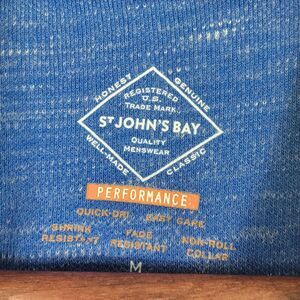 HONEST
GENUINE
REGISTERED
U.S.
TRADE MARK.
ST JOHN'S BAY
QUALITY
MENSWEAR
WELL-MADE
CLASSIC
PERFORMANCE
QUICK-DRI EASY CARE
SHRINK RESISTANT
FADE RESISTANT
NON-ROLL COLLAR
M